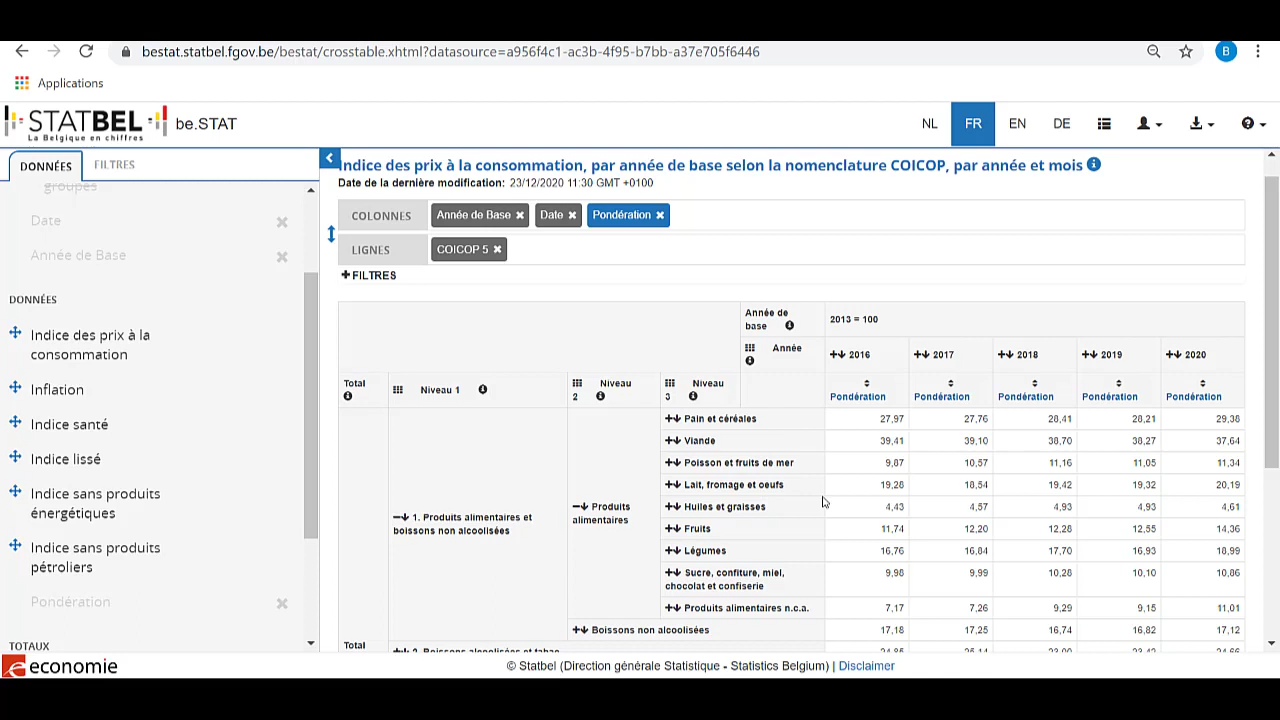 bestat.statbel.fgov.be/bestat/crosstable.xhtml?datasource=a956f4c1-ac3b-4f95-b7bb-a37e705f6446
B
Applications
STATBEL
La Belgique en chiffres
be.STAT
NL FR EN DE
DONNÉES FILTRES
groupes
Date
Année de Base
DONNÉES
Indice des prix à la
consommation
Inflation
Indice santé
Indice lissé
Indice sans produits
énergétiques
Indice sans produits
pétroliers
Pondération
TOTAUX
Indice des prix à la consommation, par année de base selon la nomenclature COICOP, par année et mois
Date de la dernière modification: 23/12/2020 11:30 GMT +0100
COLONNES Année de Base Date Pondération
LIGNES COICOP 5
FILTRES
Année de
base
2013 = 100
Année
2016 2017 2018 2019 2020
Total Niveau 1 Niveau 2 Niveau 3
Pondération Pondération Pondération Pondération Pondération
Total
1. Produits alimentaires et
boissons non alcoolisées
Produits
alimentaires
Pain et céréales 27,97 27,76 28,41 28,21 29,38
Viande 39,41 39,10 38,70 38,27 37,64
Poisson et fruits de mer 9,87 10,57 11,16 11,05 11,34
Lait, fromage et oeufs 19,28 18,54 19,42 19,32 20,19
Huiles et graisses 4,43 4,57 4,93 4,93 4,61
Fruits 11,74 12,20 12,28 12,55 14,36
Légumes 16,76 16,84 17,70 16,93 18,99
Sucre, confiture, miel,
chocolat et confiserie 9,98 9,99 10,28 10,10 10,86
Produits alimentaires n.c.a. 7,17 7,26 9,29 9,15 11,01
Boissons non alcoolisées 17,18 17,25 16,74 16,82 17,12
2. Boissons alcoolisées et tabac
economie
© Statbel (Direction générale Statistique - Statistics Belgium) | Disclaimer